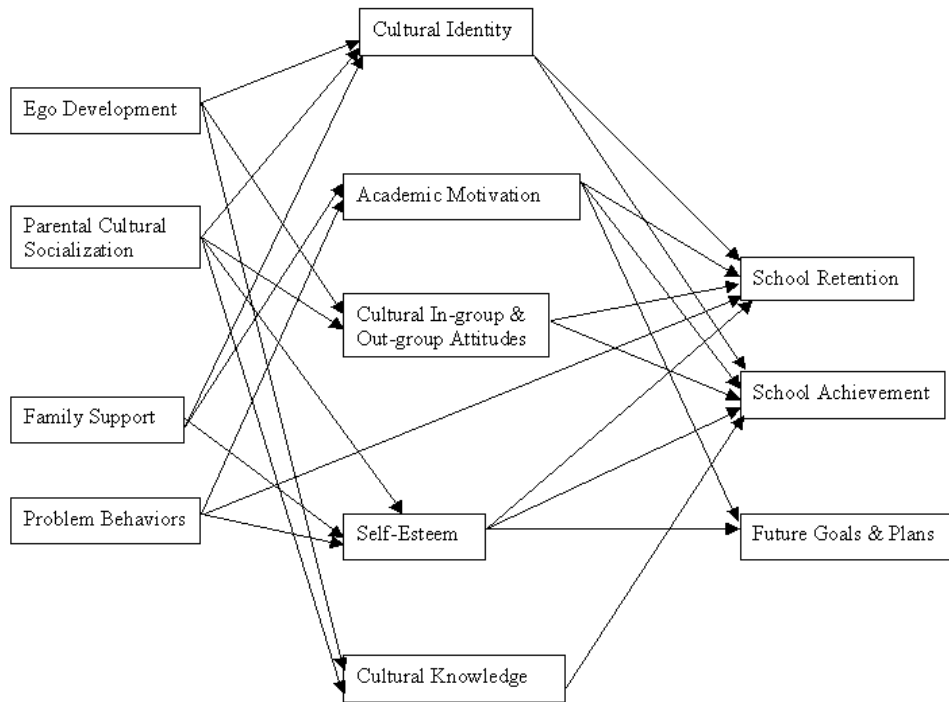 Cultural Identity
Ego Development
Academic Motivation
Parental Cultural
Socialization
School Retention
Cultural In-group &
Out-group Attitudes
School Achievement
Family Support
Problem Behaviors
Self-Esteem
Future Goals & Plans
Cultural Knowledge